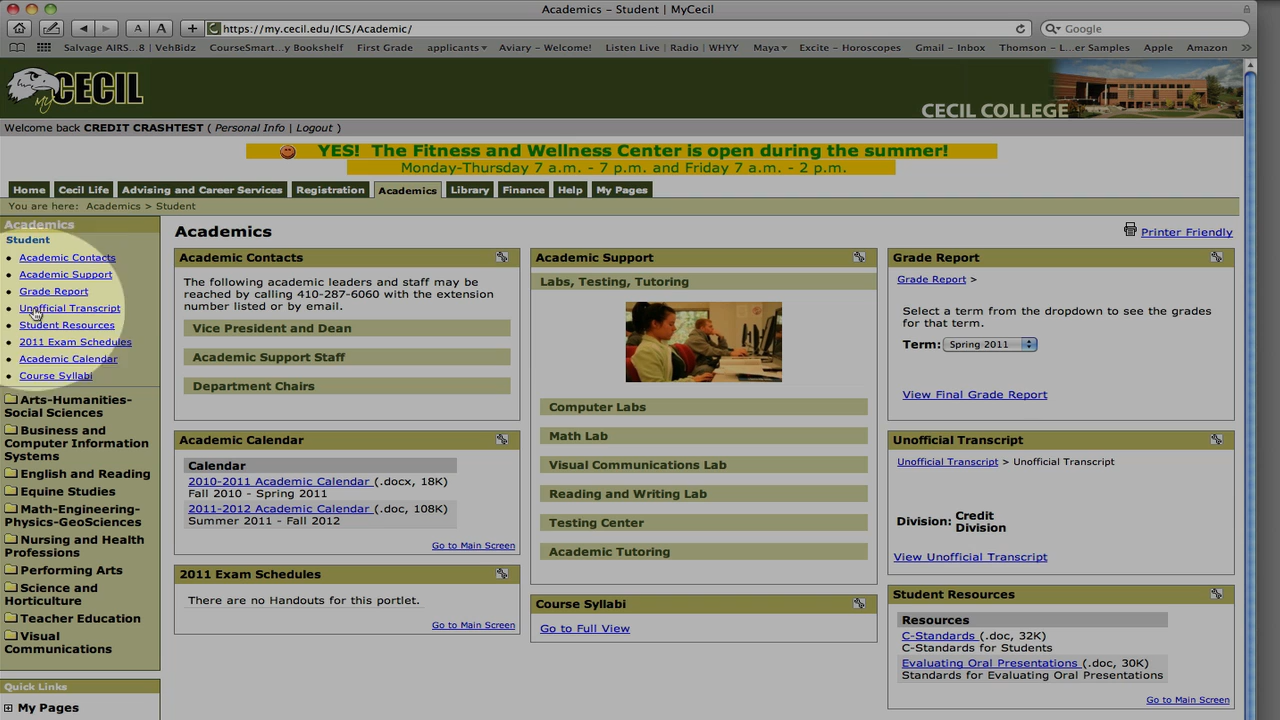 Academics – Student | MyCecil
A A + https://my.cecil.edu/ICS/Academic/ Google
Salvage AIRS...8 | VehBidz CourseSmart...y Bookshelf First Grade applicants Aviary – Welcome! Listen Live | Radio | WHYY Maya Excite – Horoscopes Gmail – Inbox Thomson – L...er Samples Apple Amazon >>
my CECIL
CECIL COLLEGE
Welcome back CREDIT CRASHTEST ( Personal Info | Logout )
YES! The Fitness and Wellness Center is open during the summer!
Monday-Thursday 7 a.m. - 7 p.m. and Friday 7 a.m. - 2 p.m.
Home Cecil Life Advising and Career Services Registration Academics Library Finance Help My Pages
You are here: Academics > Student
Academics
Student
Academic Contacts
Academic Support
Grade Report
Unofficial Transcript
Student Resources
2011 Exam Schedules
Academic Calendar
Course Syllabi
Arts-Humanities-
Social Sciences
Business and
Computer Information
Systems
English and Reading
Equine Studies
Math-Engineering-
Physics-GeoSciences
Nursing and Health
Professions
Performing Arts
Science and
Horticulture
Teacher Education
Visual
Communications
Quick Links
My Pages
Academics
Printer Friendly
Academic Contacts
The following academic leaders and staff may be
reached by calling 410-287-6060 with the extension
number listed or by email.
Vice President and Dean
Academic Support Staff
Department Chairs
Academic Calendar
Calendar
2010-2011 Academic Calendar (.docx, 18K)
Fall 2010 - Spring 2011
2011-2012 Academic Calendar (.doc, 108K)
Summer 2011 - Fall 2012
Go to Main Screen
2011 Exam Schedules
There are no Handouts for this portlet.
Go to Main Screen
Academic Support
Labs, Testing, Tutoring
Computer Labs
Math Lab
Visual Communications Lab
Reading and Writing Lab
Testing Center
Academic Tutoring
Course Syllabi
Go to Full View
Grade Report
Grade Report >
Select a term from the dropdown to see the grades
for that term.
Term: Spring 2011
View Final Grade Report
Unofficial Transcript
Unofficial Transcript > Unofficial Transcript
Division: Credit
Division
View Unofficial Transcript
Student Resources
Resources
C-Standards (.doc, 32K)
C-Standards for Students
Evaluating Oral Presentations (.doc, 30K)
Standards for Evaluating Oral Presentations
Go to Main Screen